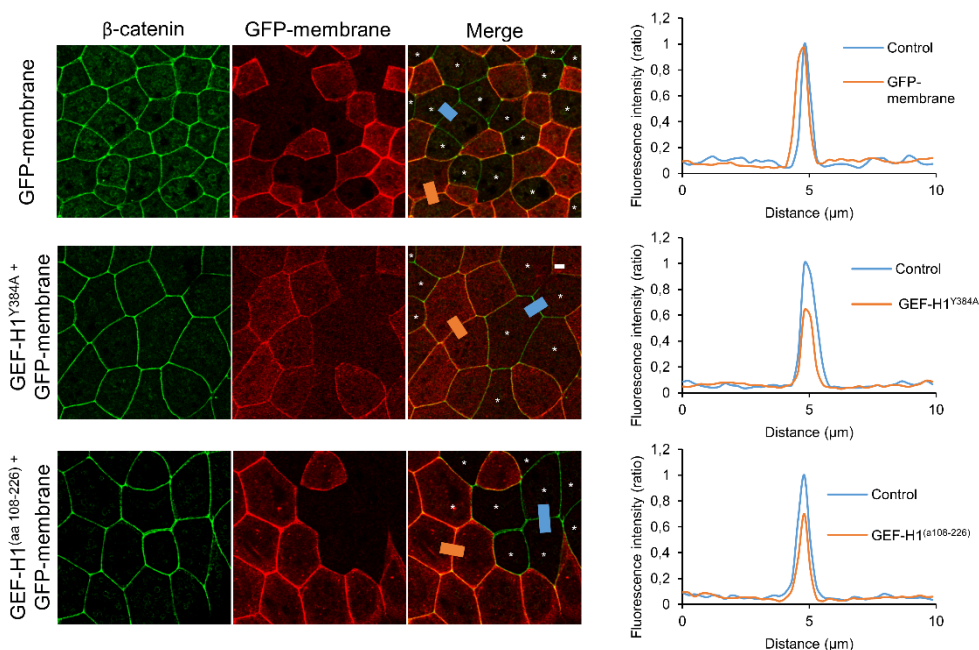 β-catenin
GFP-membrane
Merge
GFP-membrane
Fluorescence intensity (ratio)
1,2
1
0,8
0,6
0,4
0,2
0
0
5
10
Distance (µm)
Control
GFP-
membrane
GEF-H1Y384A +
GFP-membrane
Fluorescence intensity (ratio)
1,2
1
0,8
0,6
0,4
0,2
0
0
5
10
Distance (µm)
Control
GEF-H1Y384A
GEF-H1(aa 108-226) +
GFP-membrane
Fluorescence intensity (ratio)
1,2
1
0,8
0,6
0,4
0,2
0
0
5
10
Distance (µm)
Control
GEF-H1(a108-226)